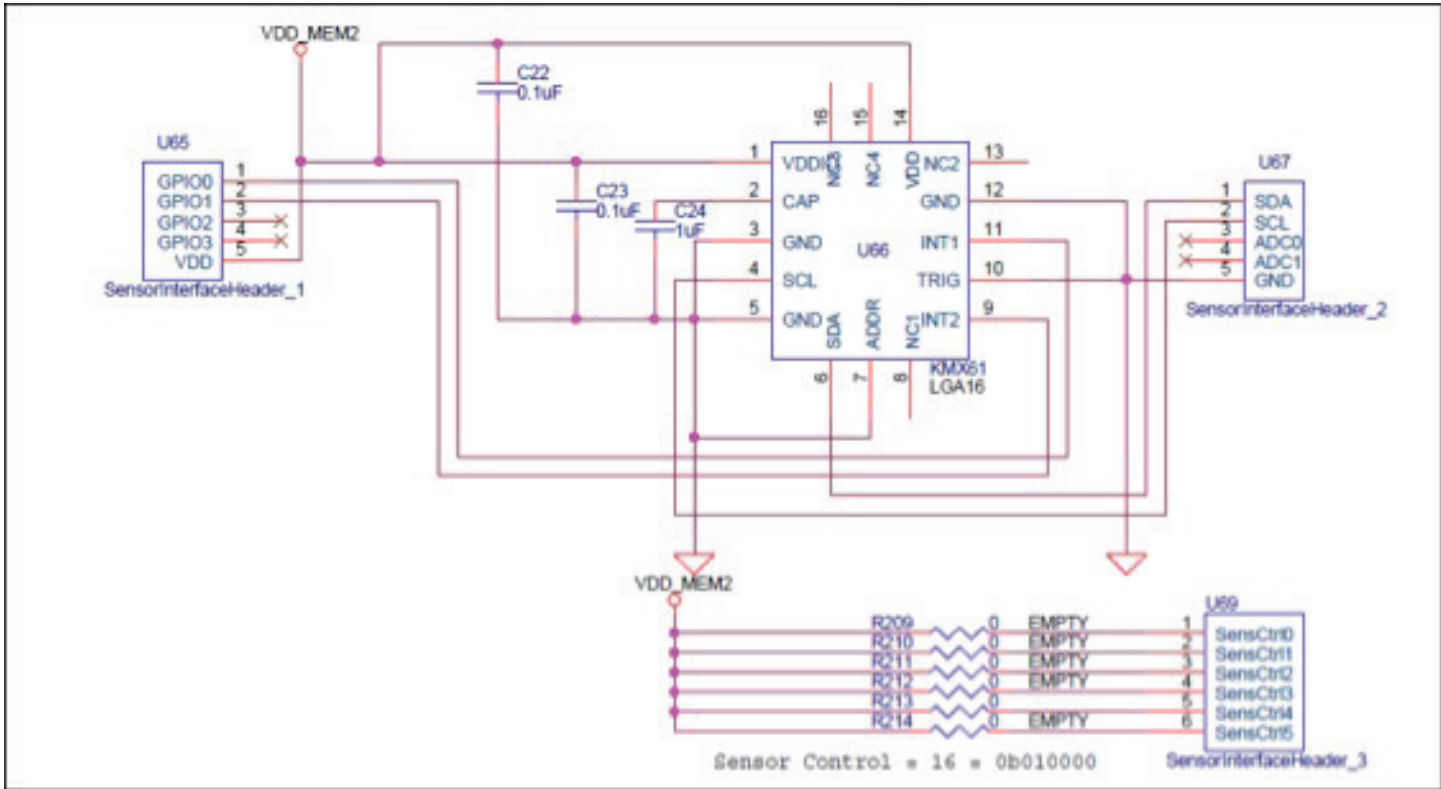 VDD_MEM2
C22
0.1uF
U65
1
GPIO0
2
GPIO1
3
GPIO2
4
GPIO3
5
VDD
SensorInterfaceHeader_1
C23
0.1uF
C24
1uF
16
15
14
NC3
NC4
VDD
1
2
CAP
3
GND
4
SCL
5
GND
U66
NC2
13
GND
12
INT1
11
TRIG
10
INT2
9
SDA
ADDR
NC1
6
7
8
KMX61
LGA16
U67
1
SDA
2
SCL
3
ADC0
4
ADC1
5
GND
SensorInterfaceHeader_2
VDD_MEM2
R209 0 EMPTY
R210 0 EMPTY
R211 0 EMPTY
R212 0 EMPTY
R213 0
R214 0 EMPTY
U69
1
SensCtrl0
2
SensCtrl1
3
SensCtrl2
4
SensCtrl3
5
SensCtrl4
6
SensCtrl5
SensorInterfaceHeader_3
Sensor Control = 16 = 0b010000